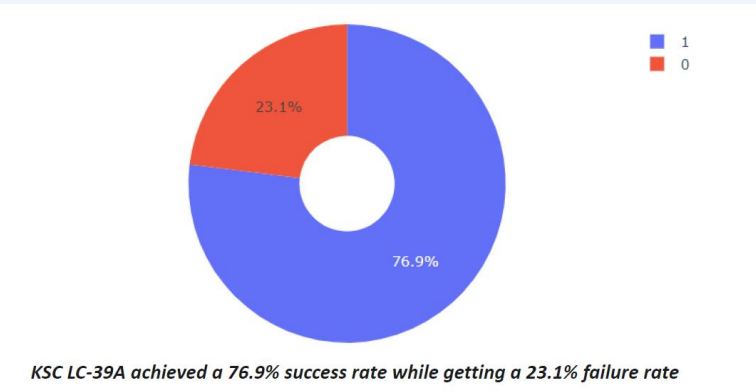 1
0
23.1%
76.9%
KSC LC-39A achieved a 76.9% success rate while getting a 23.1% failure rate